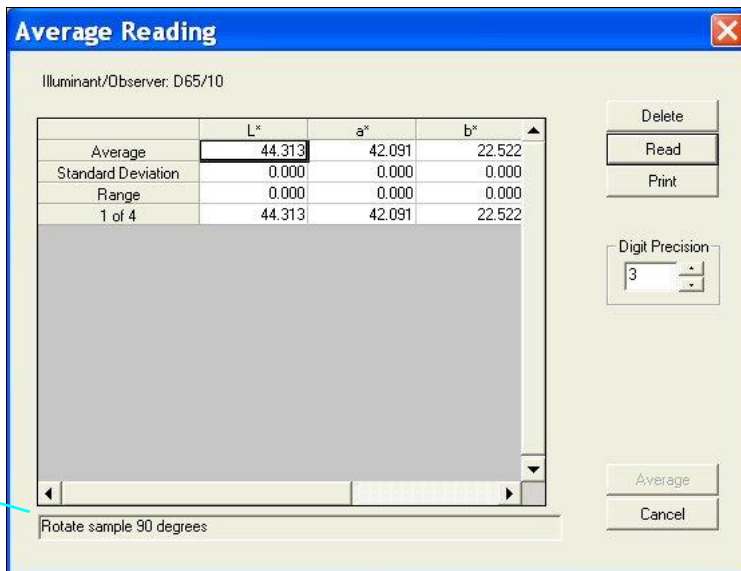 Average Reading
Illuminant/Observer: D65/10
L* a* b*
Average 44.313 42.091 22.522
Standard Deviation 0.000 0.000 0.000
Range 0.000 0.000 0.000
1 of 4 44.313 42.091 22.522
Delete
Read
Print
Digit Precision
3
Average
Cancel
Rotate sample 90 degrees